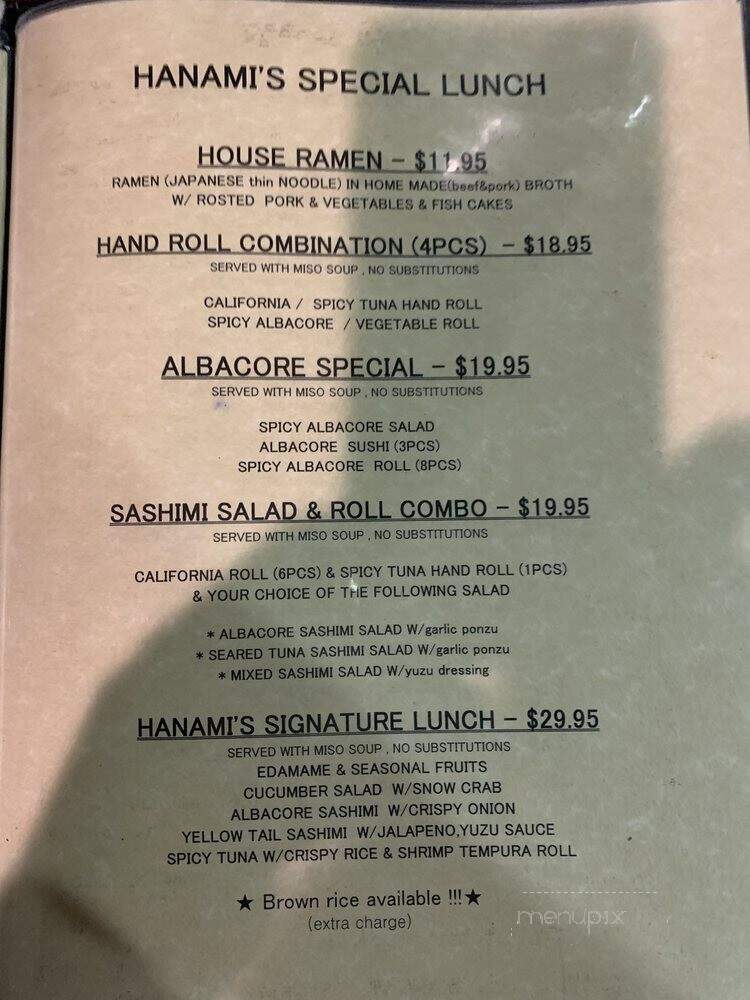 HANAMI'S SPECIAL LUNCH
HOUSE RAMEN - $11.95
RAMEN (JAPANESE thin NOODLE) IN HOME MADE(beef&pork) BROTH
W/ ROSTED PORK & VEGETABLES & FISH CAKES
HAND ROLL COMBINATION (4PCS) - $18.95
SERVED WITH MISO SOUP , NO SUBSTITUTIONS
CALIFORNIA / SPICY TUNA HAND ROLL
SPICY ALBACORE / VEGETABLE ROLL
ALBACORE SPECIAL - $19.95
SERVED WITH MISO SOUP , NO SUBSTITUTIONS
SPICY ALBACORE SALAD
ALBACORE SUSHI (3PCS)
SPICY ALBACORE ROLL (8PCS)
SASHIMI SALAD & ROLL COMBO - $19.95
SERVED WITH MISO SOUP , NO SUBSTITUTIONS
CALIFORNIA ROLL (6PCS) & SPICY TUNA HAND ROLL (1PCS)
& YOUR CHOICE OF THE FOLLOWING SALAD
* ALBACORE SASHIMI SALAD W/garlic ponzu
* SEARED TUNA SASHIMI SALAD W/garlic ponzu
* MIXED SASHIMI SALAD W/yuzu dressing
HANAMI'S SIGNATURE LUNCH - $29.95
SERVED WITH MISO SOUP , NO SUBSTITUTIONS
EDAMAME & SEASONAL FRUITS
CUCUMBER SALAD W/SNOW CRAB
ALBACORE SASHIMI W/CRISPY ONION
YELLOW TAIL SASHIMI W/JALAPENO,YUZU SAUCE
SPICY TUNA W/CRISPY RICE & SHRIMP TEMPURA ROLL
★ Brown rice available !!!★
(extra charge)
menupix